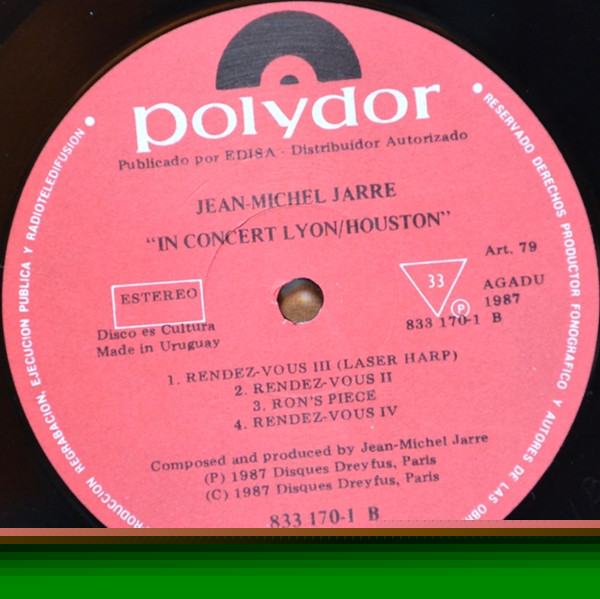 polydor
Publicado por EDISA - Distribuidor Autorizado
JEAN-MICHEL JARRE
"IN CONCERT LYON/HOUSTON"
Art. 79
ESTEREO
33
AGADU
P
1987
833 170-1 B
Disco es Cultura
Made in Uruguay
1. RENDEZ-VOUS III (LASER HARP)
2. RENDEZ-VOUS II
3. RON'S PIECE
4. RENDEZ-VOUS IV
Composed and produced by Jean-Michel Jarre
(P) 1987 Disques Dreyfus, Paris
(C) 1987 Disques Dreyfus, Paris
833 170-1 B
RESERVADO DERECHOS PRODUCTOR FONOGRAFICO Y AUTORES DE LAS
REGRABACION, EJECUCION PUBLICA Y RADIOTELEDIFUSION